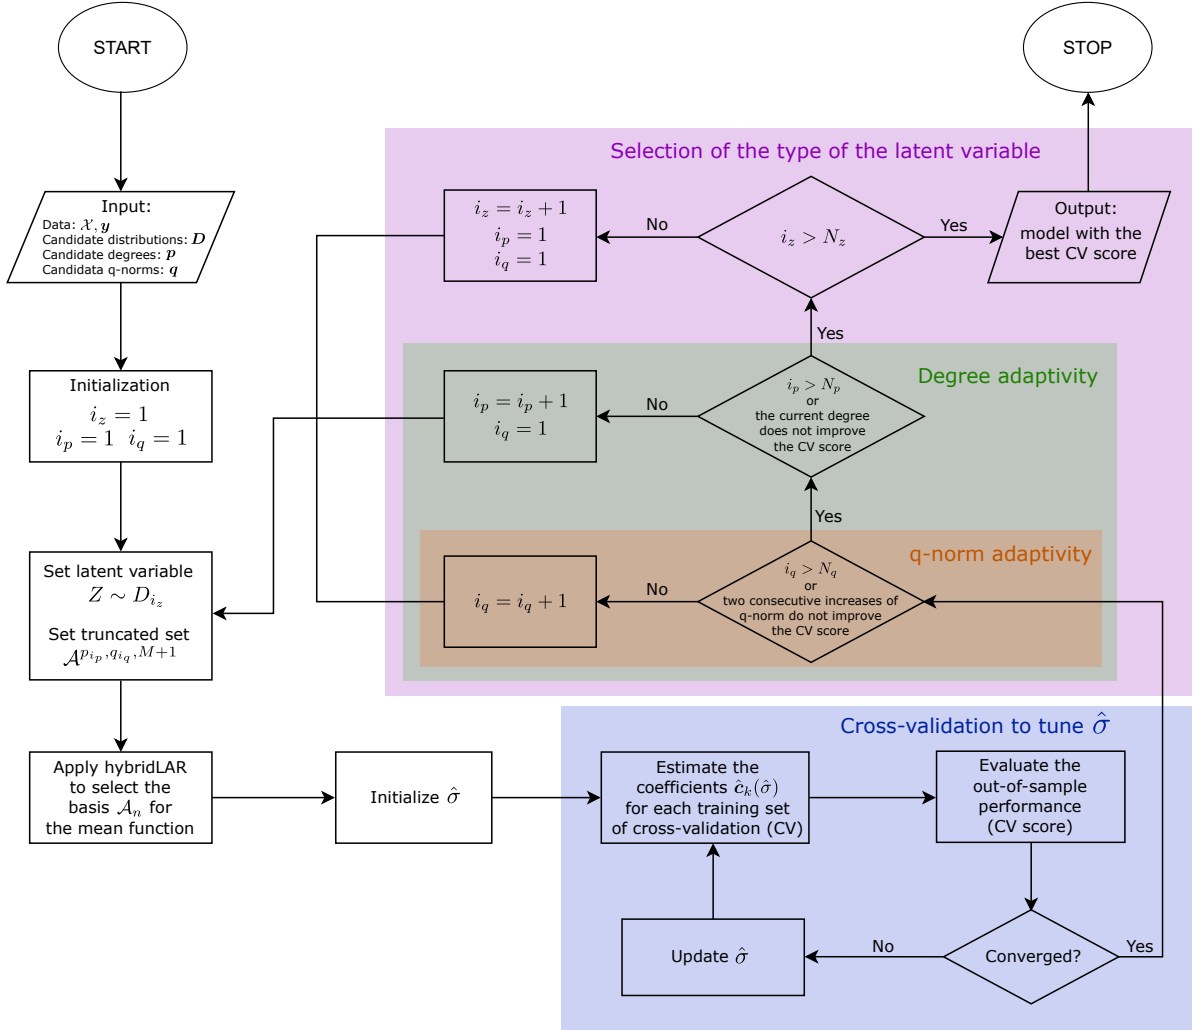 START
STOP
Input:
Data: 𝒳, y
Candidate distributions: D
Candidate degrees: p
Candidata q-norms: q
Initialization
i_z = 1
i_p = 1 i_q = 1
Set latent variable
Z ∼ D_{i_z}
Set truncated set
𝒜^{p_{i_p}, q_{i_q}, M+1}
Apply hybridLAR
to select the
basis 𝒜_n for
the mean function
Initialize σ̂
Selection of the type of the latent variable
i_z = i_z + 1
i_p = 1
i_q = 1
No
i_z > N_z
Yes
Output:
model with the
best CV score
Yes
Degree adaptivity
i_p = i_p + 1
i_q = 1
No
i_p > N_p
or
the current degree
does not improve
the CV score
Yes
q-norm adaptivity
i_q = i_q + 1
No
i_q > N_q
or
two consecutive increases of
q-norm do not improve
the CV score
Cross-validation to tune σ̂
Estimate the
coefficients ĉ_k(σ̂)
for each training set
of cross-validation (CV)
Evaluate the
out-of-sample
performance
(CV score)
Update σ̂
No
Converged?
Yes